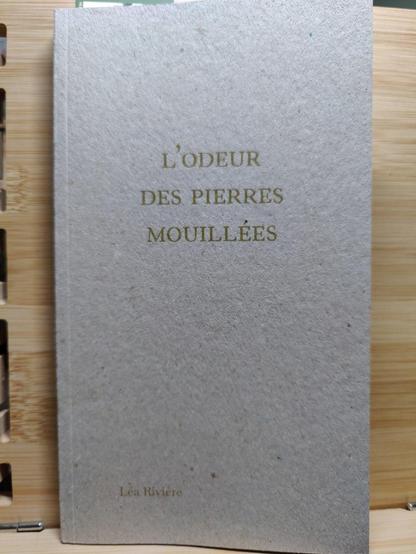 L'ODEUR
DES PIERRES
MOUILLÉES
Léa Rivière